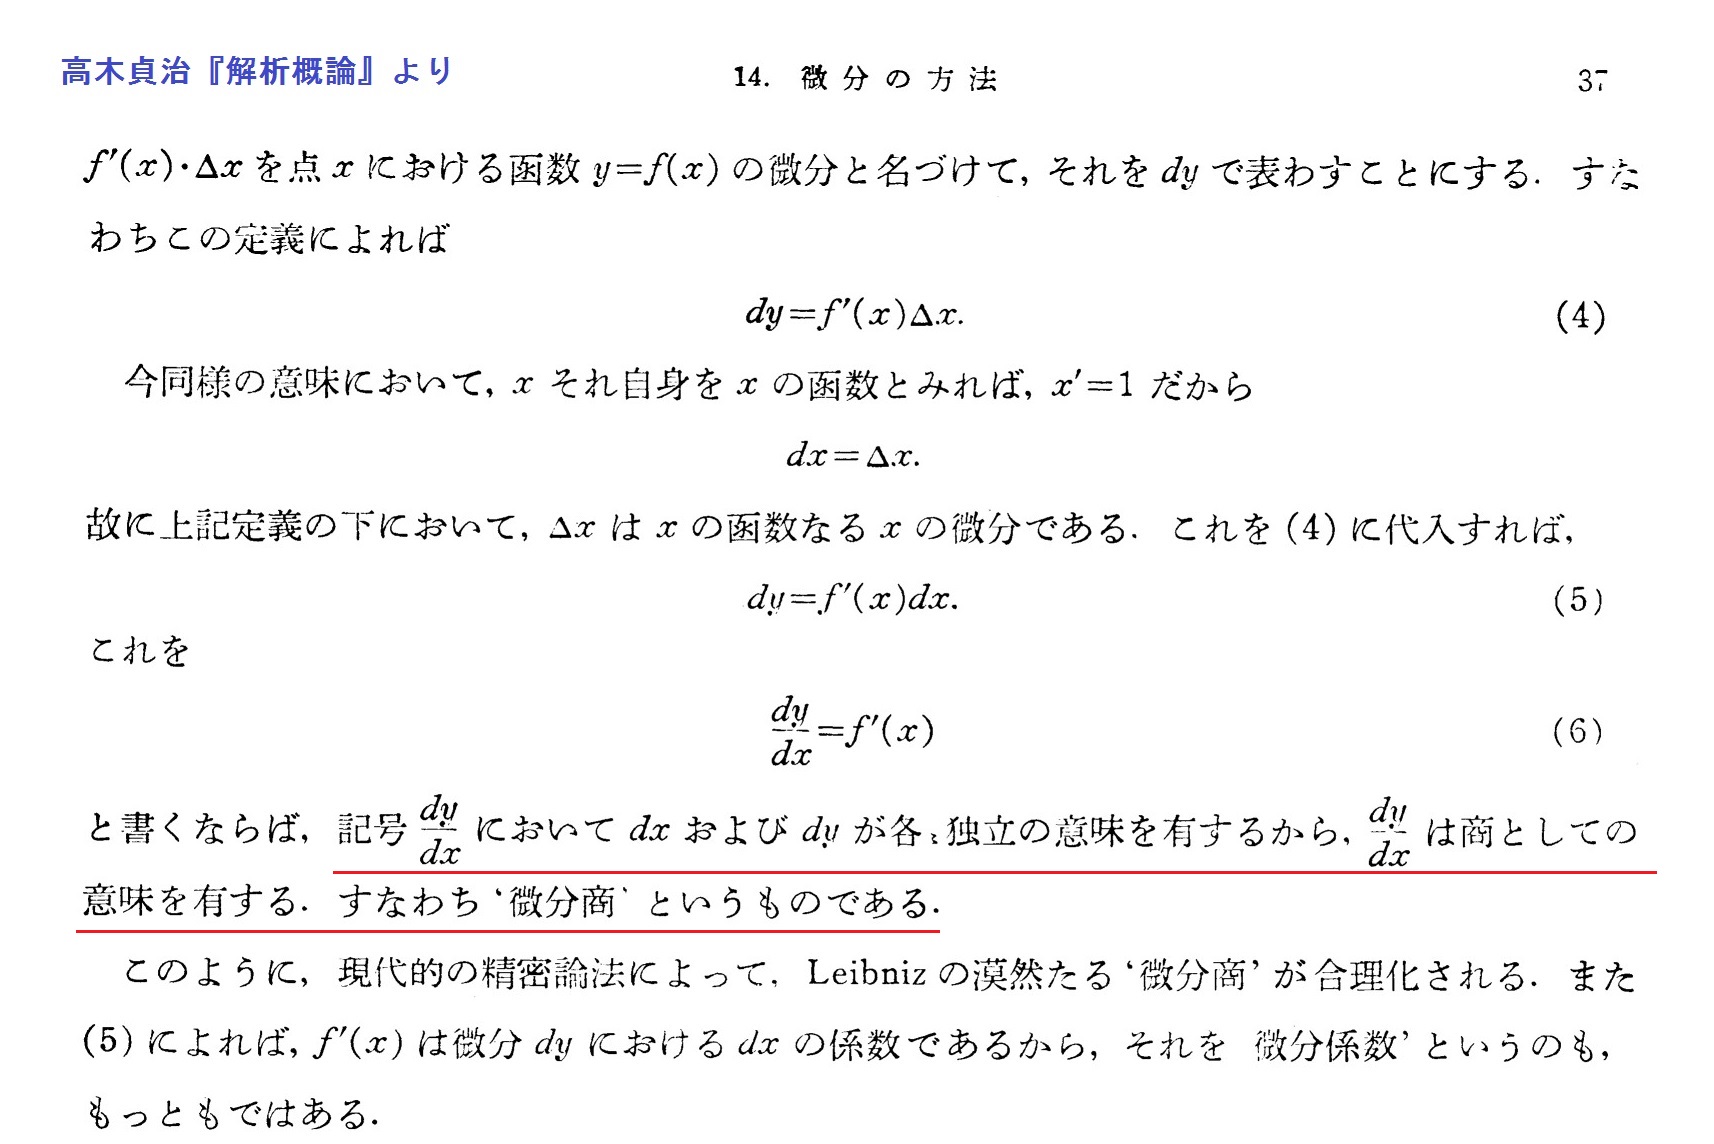 高木貞治『解析概論』より 14. 微分の方法 37
f′(x)·Δx を点 x における函数 y=f(x) の微分と名づけて, それを dy で表わすことにする. すな
わちこの定義によれば
dy=f′(x)Δx. (4)
今同様の意味において, x それ自身を x の函数とみれば, x′=1 だから
dx=Δx.
故に上記定義の下において, Δx は x の函数なる x の微分である. これを (4) に代入すれば,
dy=f′(x)dx. (5)
これを
dy/dx=f′(x) (6)
と書くならば, 記号 dy/dx において dx および dy が各〻独立の意味を有するから, dy/dx は商としての
意味を有する. すなわち ‘微分商’ というものである.
このように, 現代的の精密論法によって, Leibniz の漠然たる ‘微分商’ が合理化される. また
(5) によれば, f′(x) は微分 dy における dx の係数であるから, それを 微分係数’ というのも,
もっともではある.